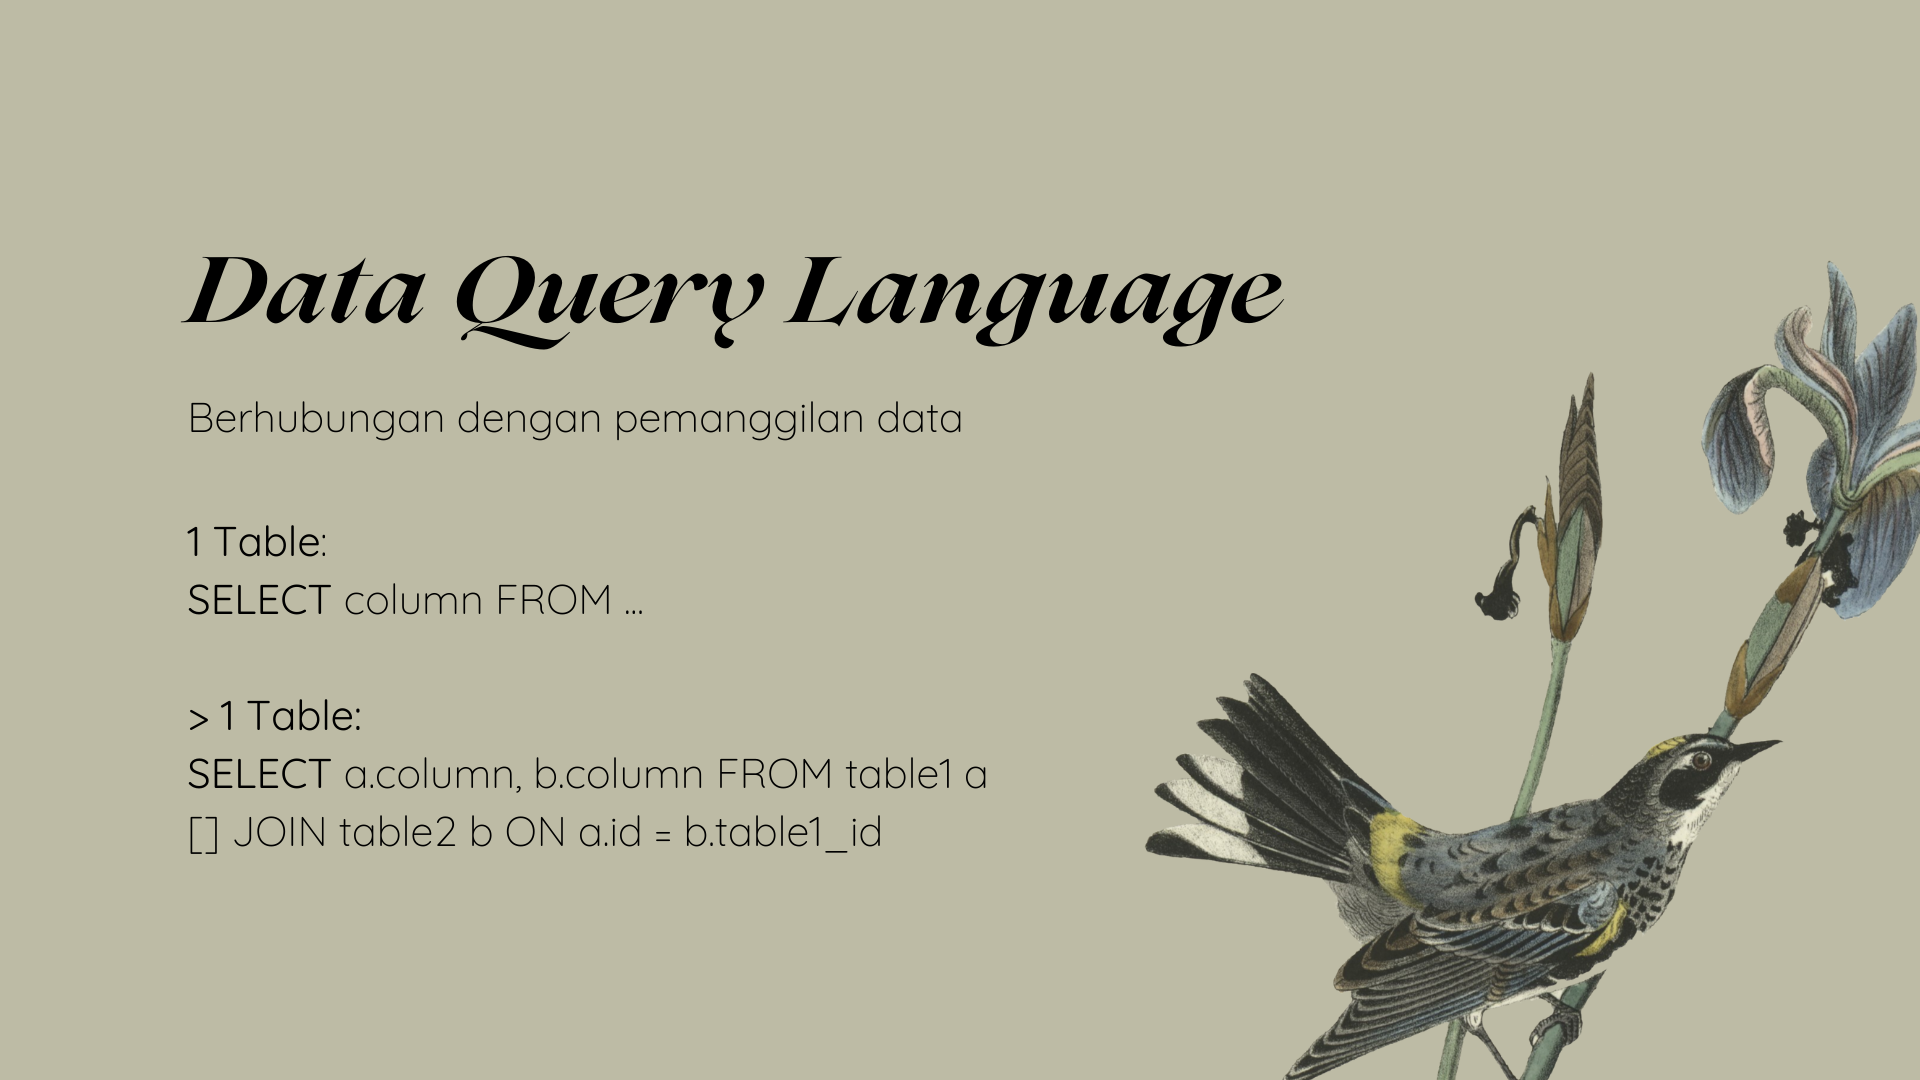 Data Query Language
Berhubungan dengan pemanggilan data
1 Table:
SELECT column FROM ...
> 1 Table:
SELECT a.column, b.column FROM table1 a
[] JOIN table2 b ON a.id = b.table1_id